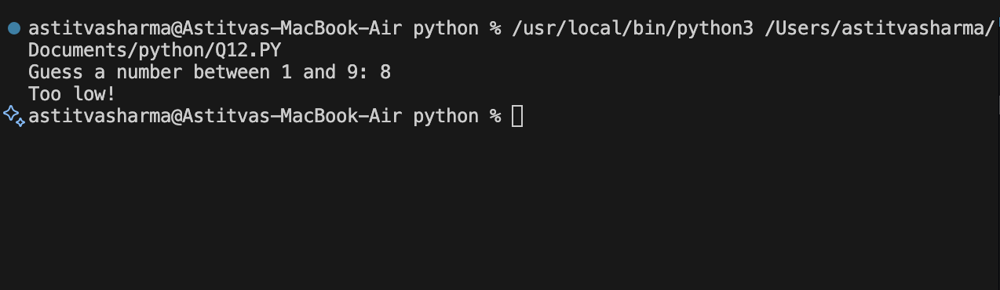 astitvasharma@Astitvas-MacBook-Air python % /usr/local/bin/python3 /Users/astitvasharma/
Documents/python/Q12.PY
Guess a number between 1 and 9: 8
Too low!
astitvasharma@Astitvas-MacBook-Air python %